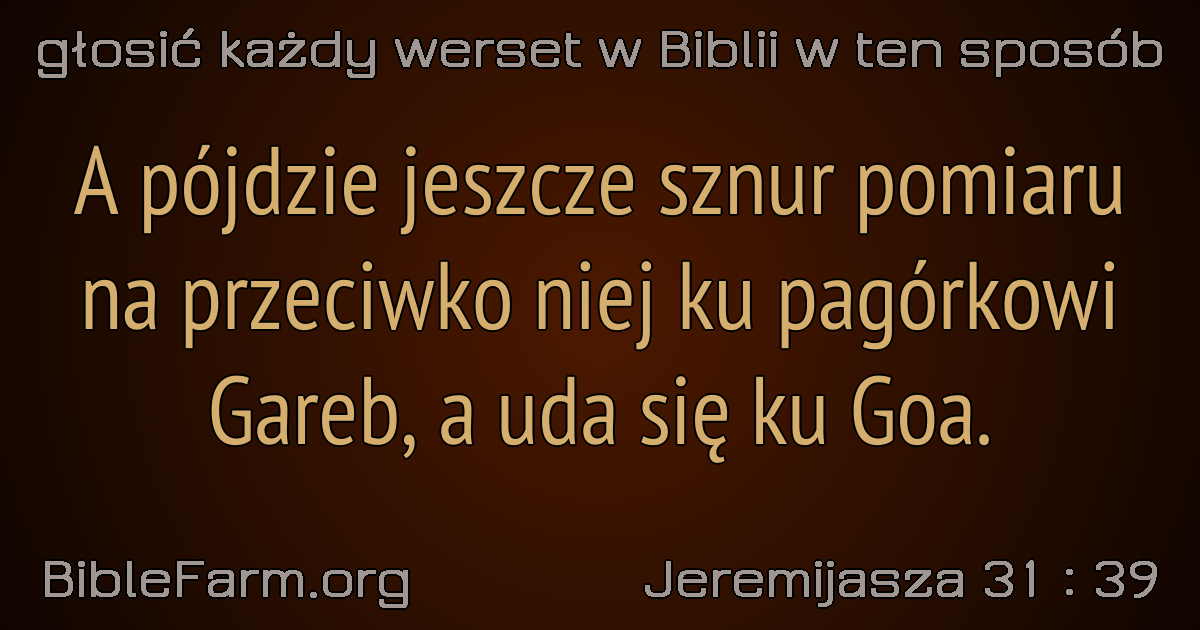 głosić każdy werset w Biblii w ten sposób
A pójdzie jeszcze sznur pomiaru
na przeciwko niej ku pagórkowi
Gareb, a uda się ku Goa.
BibleFarm.org
Jeremijasza 31 : 39